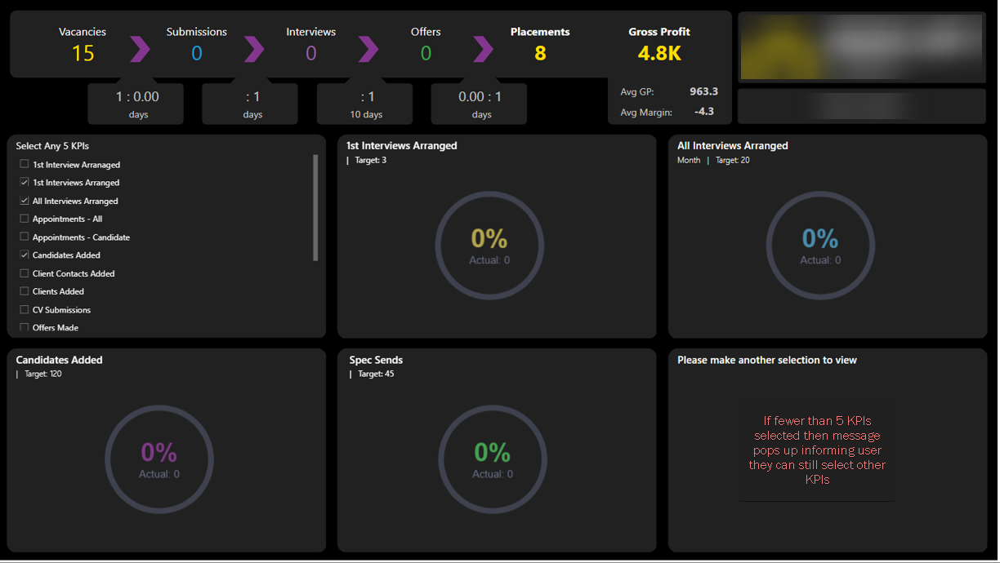 Vacancies
15
Submissions
0
Interviews
0
Offers
0
Placements
8
Gross Profit
4.8K
1 : 0.00
days
: 1
days
: 1
10 days
0.00 : 1
days
Avg GP: 963.3
Avg Margin: -4.3
Select Any 5 KPIs
1st Interview Arranaged
1st Interviews Arranged
All Interviews Arranged
Appointments - All
Appointments - Candidate
Candidates Added
Client Contacts Added
Clients Added
CV Submissions
Offers Made
1st Interviews Arranged
| Target: 3
0%
Actual: 0
All Interviews Arranged
Month | Target: 20
0%
Actual: 0
Candidates Added
| Target: 120
0%
Actual: 0
Spec Sends
| Target: 45
0%
Actual: 0
Please make another selection to view
If fewer than 5 KPIs
selected then message
pops up informing user
they can still select other
KPIs